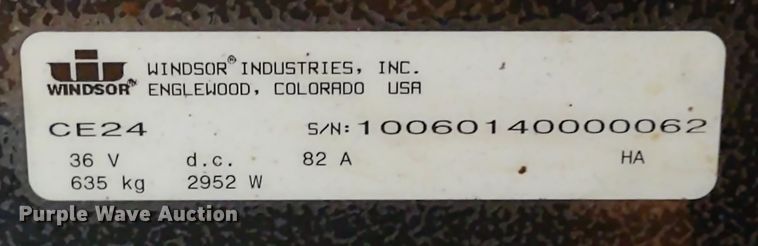 WINDSOR® INDUSTRIES, INC.
WINDSOR ENGLEWOOD, COLORADO USA
CE24 S/N: 10060140000062
36 V d.c. 82 A HA
635 kg 2952 W
Purple Wave Auction